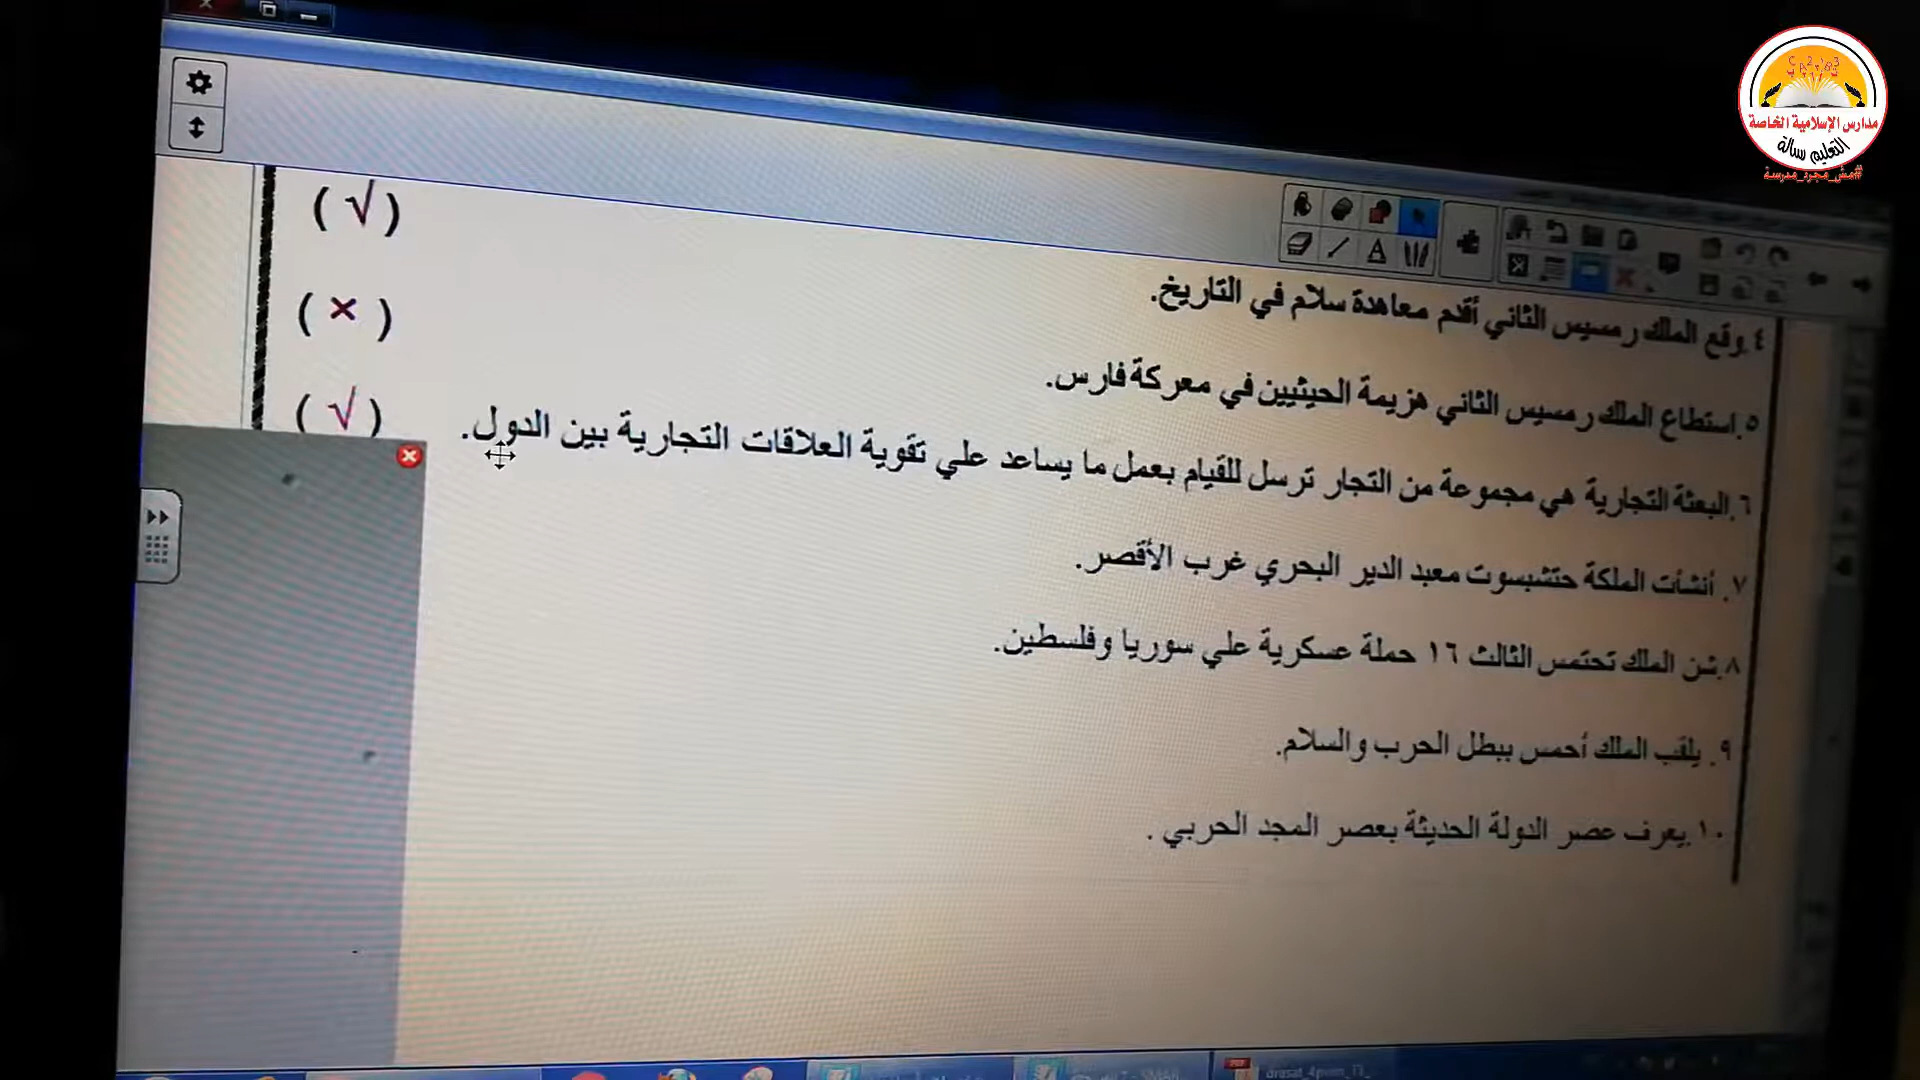 مدارس الإسلامية الخاصة
التعليم رسالة
#مش_مجرد_مدرسة
٤.وقع الملك رمسيس الثاني أقدم معاهدة سلام في التاريخ. ( √ )
٥.استطاع الملك رمسيس الثاني هزيمة الحيثيين في معركة فارس. ( × )
٦.البعثة التجارية هي مجموعة من التجار ترسل للقيام بعمل ما يساعد علي تقوية العلاقات التجارية بين الدول. ( √ )
٧. أنشأت الملكة حتشبسوت معبد الدير البحري غرب الأقصر.
٨.شن الملك تحتمس الثالث ١٦ حملة عسكرية علي سوريا وفلسطين.
٩. يلقب الملك أحمس ببطل الحرب والسلام.
١٠.يعرف عصر الدولة الحديثة بعصر المجد الحربي .